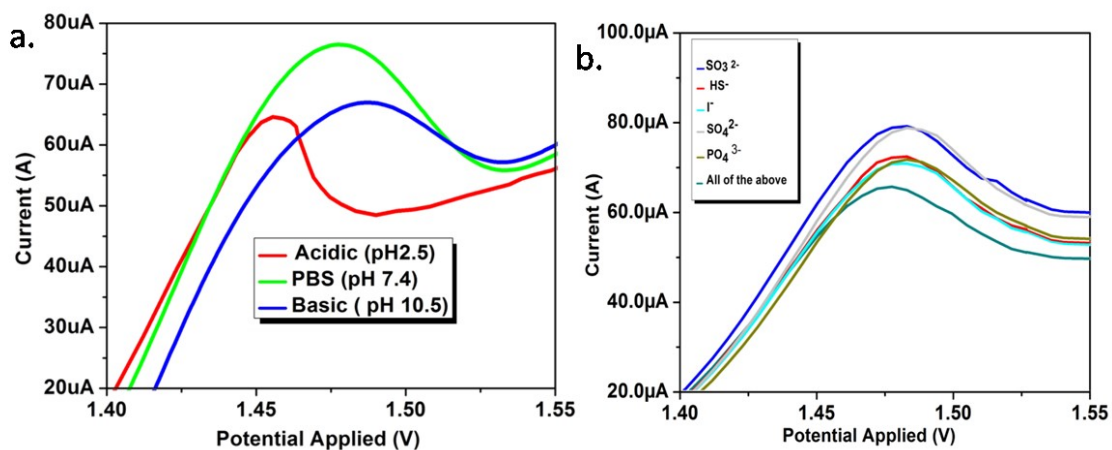 a.
80uA
70uA
60uA
50uA
40uA
30uA
20uA
Current (A)
1.40
1.45
1.50
1.55
Potential Applied (V)
Acidic (pH2.5)
PBS (pH 7.4)
Basic ( pH 10.5)
b.
100.0µA
80.0µA
60.0µA
40.0µA
20.0µA
Current (A)
1.40
1.45
1.50
1.55
Potential Applied (V)
SO3 2-
HS-
I-
SO4 2-
PO4 3-
All of the above